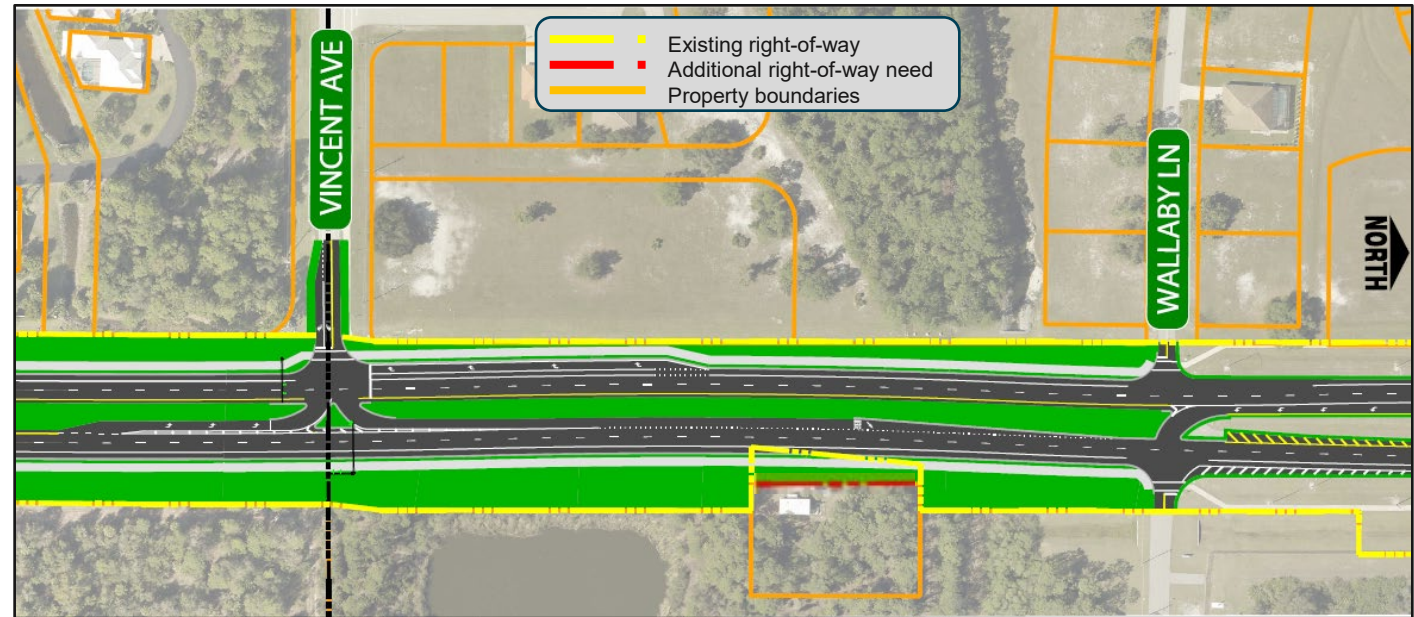 Existing right-of-way
Additional right-of-way need
Property boundaries
VINCENT AVE
WALLABY LN
NORTH